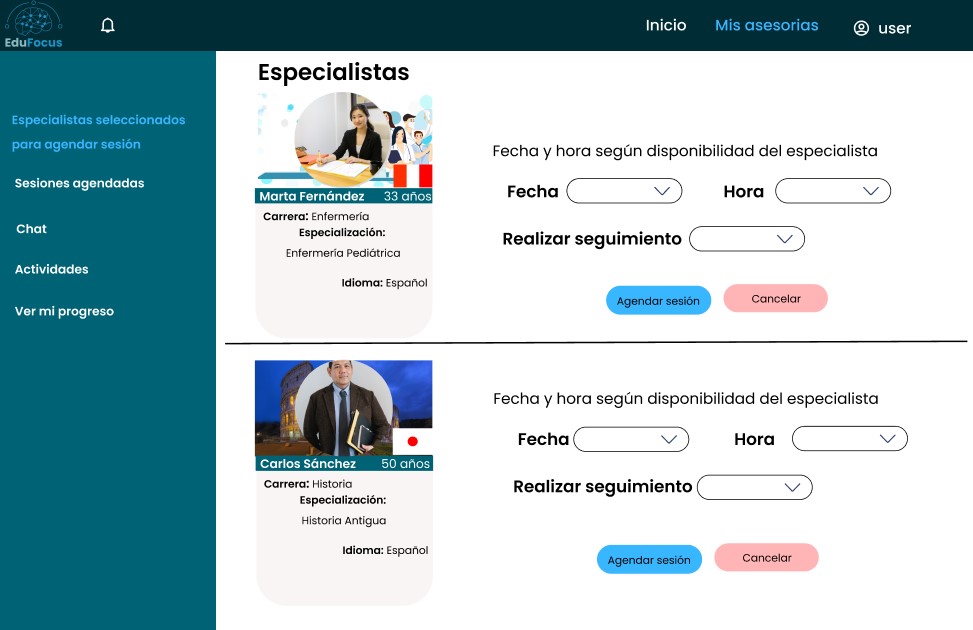 EduFocus
Inicio
Mis asesorias
user
Especialistas seleccionados
para agendar sesión
Sesiones agendadas
Chat
Actividades
Ver mi progreso
Especialistas
Marta Fernández 33 años
Carrera: Enfermería
Especialización:
Enfermería Pediátrica
Idioma: Español
Fecha y hora según disponibilidad del especialista
Fecha
Hora
Realizar seguimiento
Agendar sesión
Cancelar
Carlos Sánchez 50 años
Carrera: Historia
Especialización:
Historia Antigua
Idioma: Español
Fecha y hora según disponibilidad del especialista
Fecha
Hora
Realizar seguimiento
Agendar sesión
Cancelar